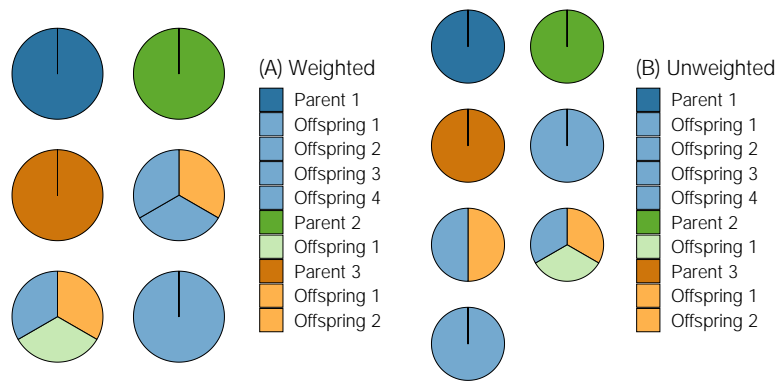 (A) Weighted
Parent 1
Offspring 1
Offspring 2
Offspring 3
Offspring 4
Parent 2
Offspring 1
Parent 3
Offspring 1
Offspring 2
(B) Unweighted
Parent 1
Offspring 1
Offspring 2
Offspring 3
Offspring 4
Parent 2
Offspring 1
Parent 3
Offspring 1
Offspring 2